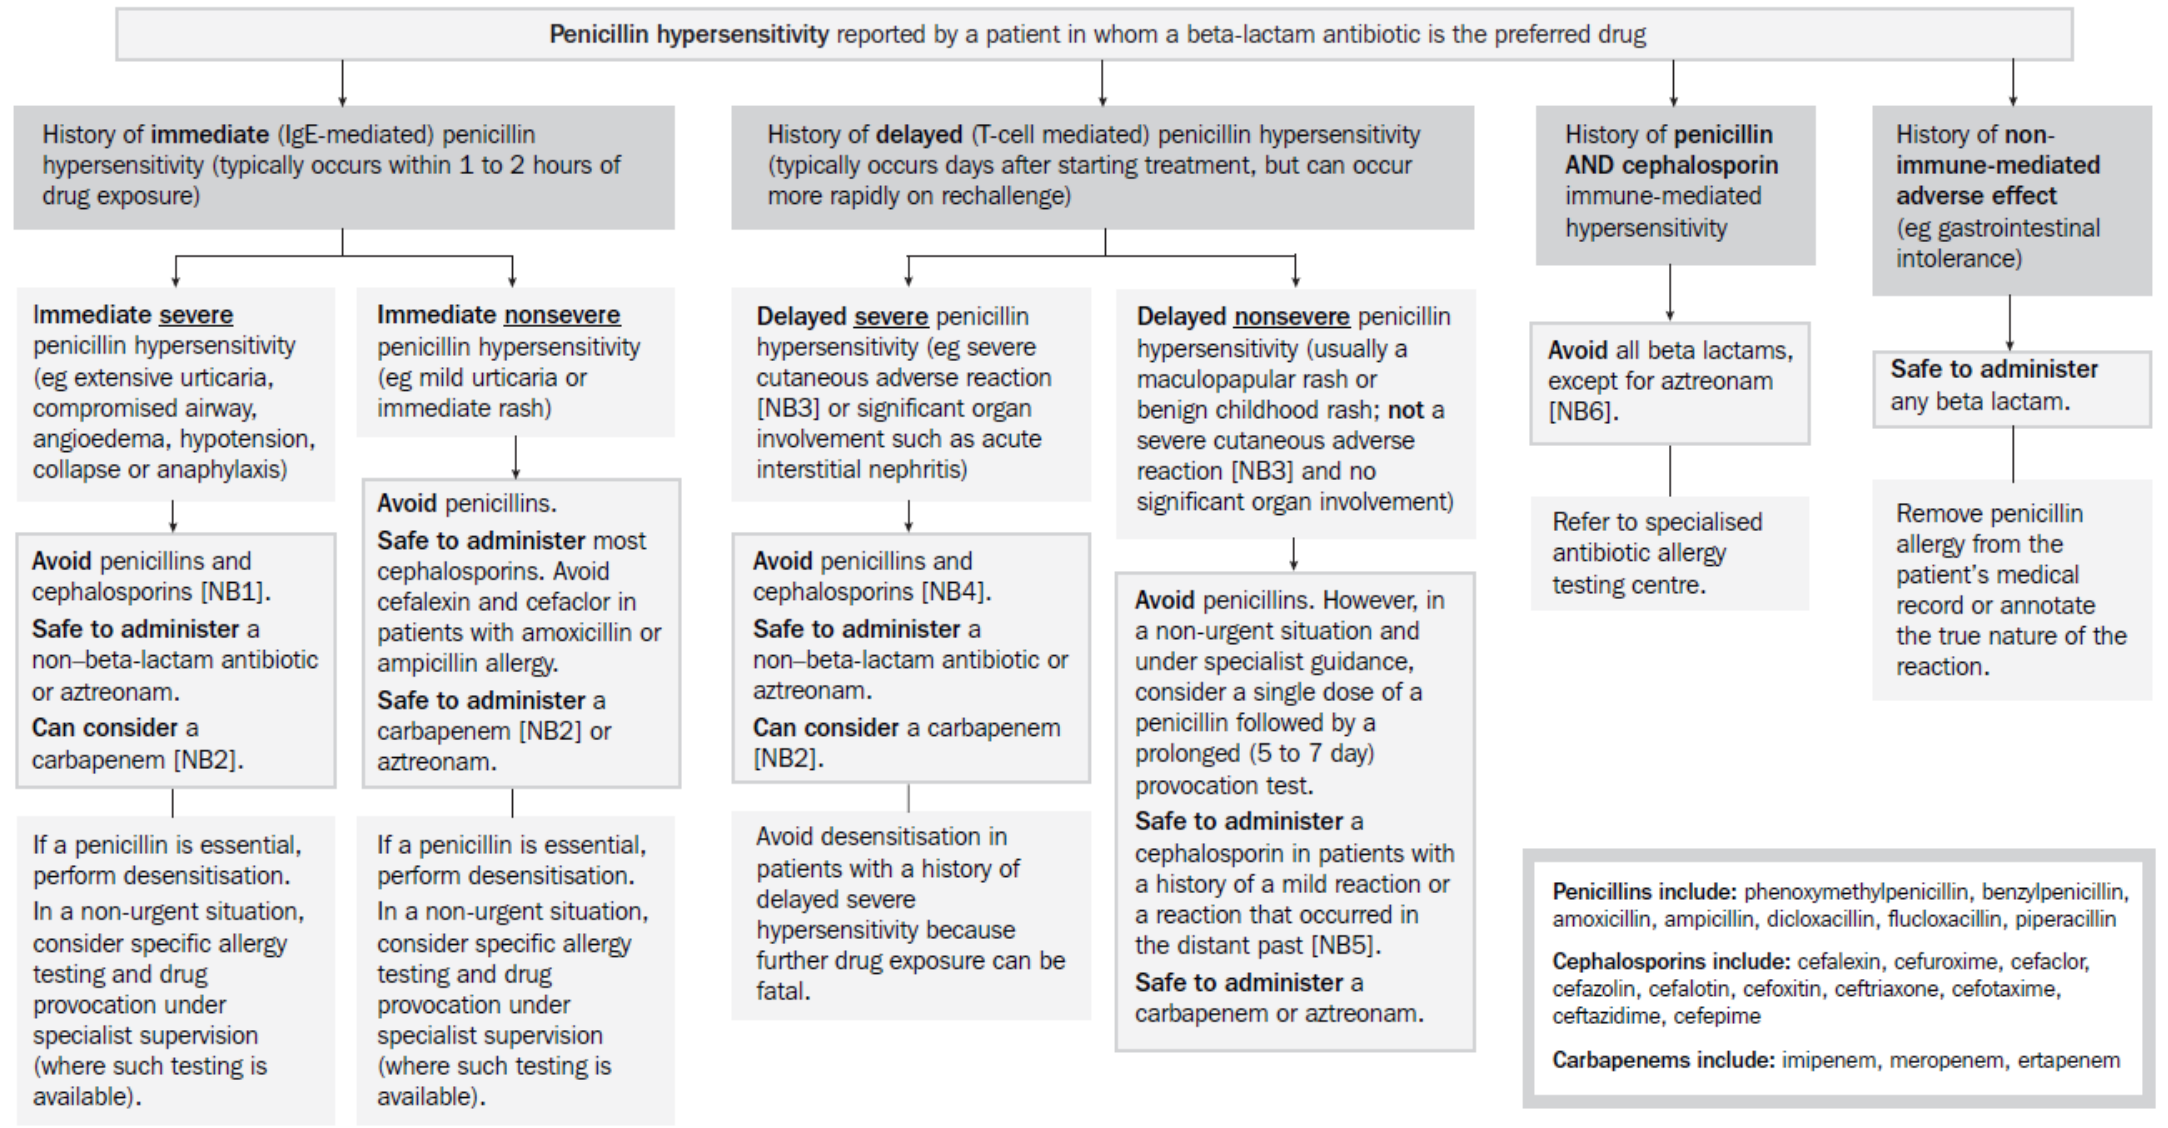 Penicillin hypersensitivity reported by a patient in whom a beta-lactam antibiotic is the preferred drug
History of immediate (IgE-mediated) penicillin
hypersensitivity (typically occurs within 1 to 2 hours of
drug exposure)
Immediate severe
penicillin hypersensitivity
(eg extensive urticaria,
compromised airway,
angioedema, hypotension,
collapse or anaphylaxis)
Avoid penicillins and
cephalosporins [NB1].
Safe to administer a
non–beta-lactam antibiotic
or aztreonam.
Can consider a
carbapenem [NB2].
If a penicillin is essential,
perform desensitisation.
In a non-urgent situation,
consider specific allergy
testing and drug
provocation under
specialist supervision
(where such testing is
available).
Immediate nonsevere
penicillin hypersensitivity
(eg mild urticaria or
immediate rash)
Avoid penicillins.
Safe to administer most
cephalosporins. Avoid
cefalexin and cefaclor in
patients with amoxicillin or
ampicillin allergy.
Safe to administer a
carbapenem [NB2] or
aztreonam.
If a penicillin is essential,
perform desensitisation.
In a non-urgent situation,
consider specific allergy
testing and drug
provocation under
specialist supervision
(where such testing is
available).
History of delayed (T-cell mediated) penicillin hypersensitivity
(typically occurs days after starting treatment, but can occur
more rapidly on rechallenge)
Delayed severe penicillin
hypersensitivity (eg severe
cutaneous adverse reaction
[NB3] or significant organ
involvement such as acute
interstitial nephritis)
Avoid penicillins and
cephalosporins [NB4].
Safe to administer a
non–beta-lactam antibiotic or
aztreonam.
Can consider a carbapenem
[NB2].
Avoid desensitisation in
patients with a history of
delayed severe
hypersensitivity because
further drug exposure can be
fatal.
Delayed nonsevere penicillin
hypersensitivity (usually a
maculopapular rash or
benign childhood rash; not a
severe cutaneous adverse
reaction [NB3] and no
significant organ involvement)
Avoid penicillins. However, in
a non-urgent situation and
under specialist guidance,
consider a single dose of a
penicillin followed by a
prolonged (5 to 7 day)
provocation test.
Safe to administer a
cephalosporin in patients with
a history of a mild reaction or
a reaction that occurred in
the distant past [NB5].
Safe to administer a
carbapenem or aztreonam.
History of penicillin
AND cephalosporin
immune-mediated
hypersensitivity
Avoid all beta lactams,
except for aztreonam
[NB6].
Refer to specialised
antibiotic allergy
testing centre.
History of non-
immune-mediated
adverse effect
(eg gastrointestinal
intolerance)
Safe to administer
any beta lactam.
Remove penicillin
allergy from the
patient's medical
record or annotate
the true nature of the
reaction.
Penicillins include: phenoxymethylpenicillin, benzylpenicillin,
amoxicillin, ampicillin, dicloxacillin, flucloxacillin, piperacillin
Cephalosporins include: cefalexin, cefuroxime, cefaclor,
cefazolin, cefalotin, cefoxitin, ceftriaxone, cefotaxime,
ceftazidime, cefepime
Carbapenems include: imipenem, meropenem, ertapenem